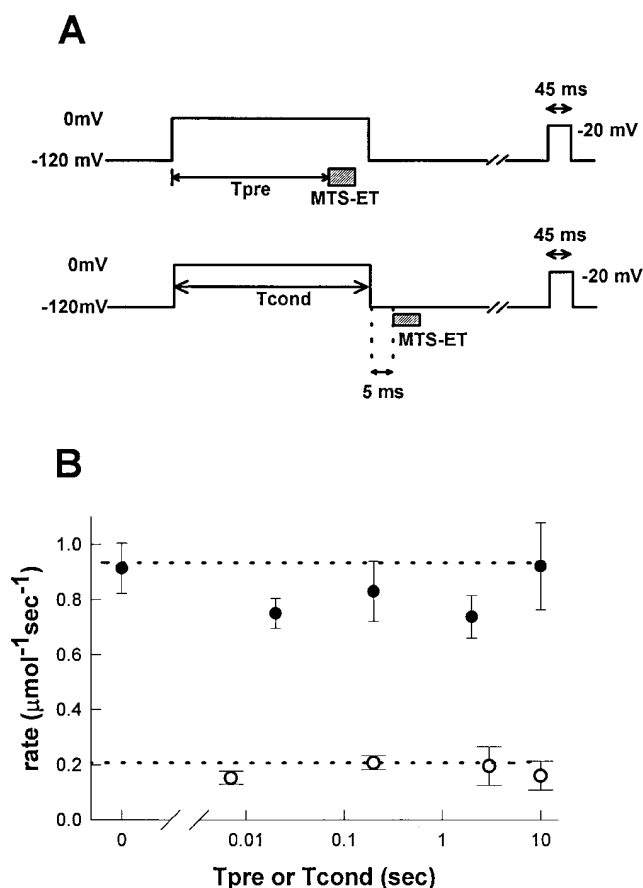 A
45 ms
0mV
-20 mV
-120 mV
Tpre
MTS-ET
45 ms
0mV
-20 mV
Tcond
-120mV
MTS-ET
5 ms
B
rate (μmol⁻¹sec⁻¹)
1.0
0.8
0.6
0.4
0.2
0.0
0 0.01 0.1 1 10
Tpre or Tcond (sec)